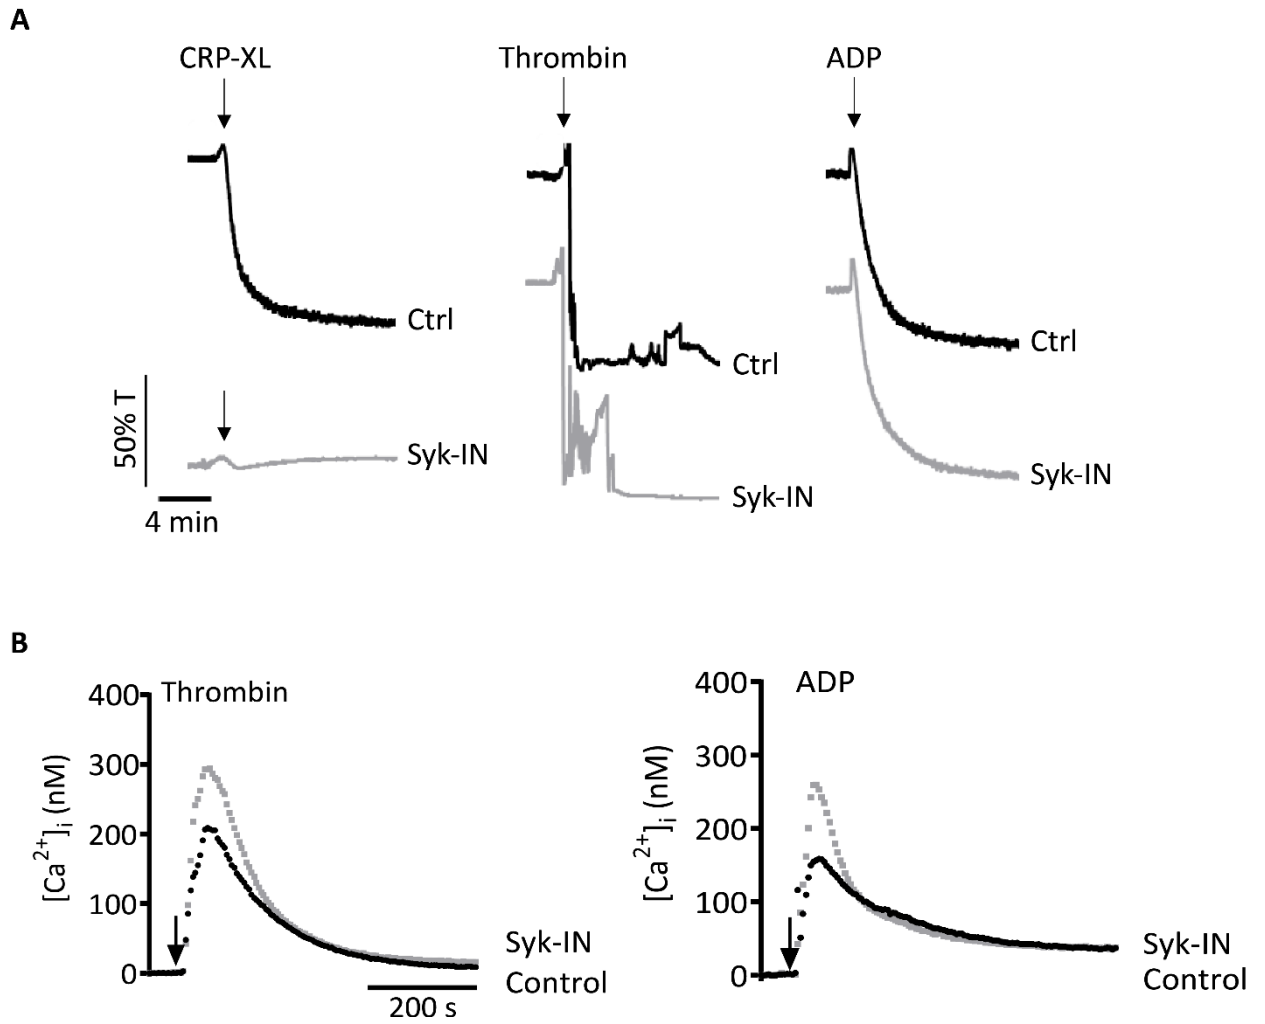 A
CRP-XL
Thrombin
ADP
Ctrl
Ctrl
Ctrl
50% T
Syk-IN
Syk-IN
Syk-IN
4 min
B
400
300
200
100
0
[Ca²⁺]ᵢ (nM)
Thrombin
Syk-IN
Control
200 s
400
300
200
100
0
[Ca²⁺]ᵢ (nM)
ADP
Syk-IN
Control